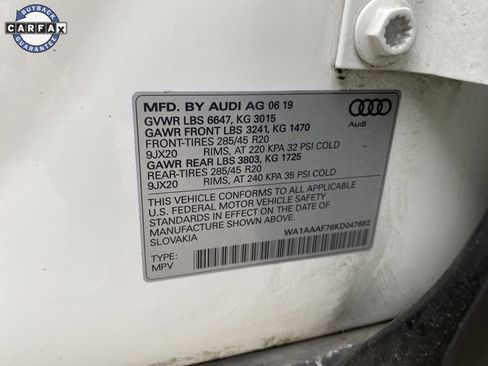 BUYBACK
CARFAX
GUARANTEE
MFD. BY AUDI AG 06 19
GVWR LBS 6647, KG 3015
GAWR FRONT LBS 3241, KG 1470
FRONT-TIRES 285/45 R20
9JX20 RIMS, AT 220 KPA 32 PSI COLD
GAWR REAR LBS 3803, KG 1725
REAR-TIRES 285/45 R20
9JX20 RIMS, AT 240 KPA 35 PSI COLD
Audi
THIS VEHICLE CONFORMS TO ALL APPLICABLE
U.S. FEDERAL MOTOR VEHICLE SAFETY
STANDARDS IN EFFECT ON THE DATE OF
MANUFACTURE SHOWN ABOVE.
SLOVAKIA
WA1AAAF78KD047682
TYPE:
MPV